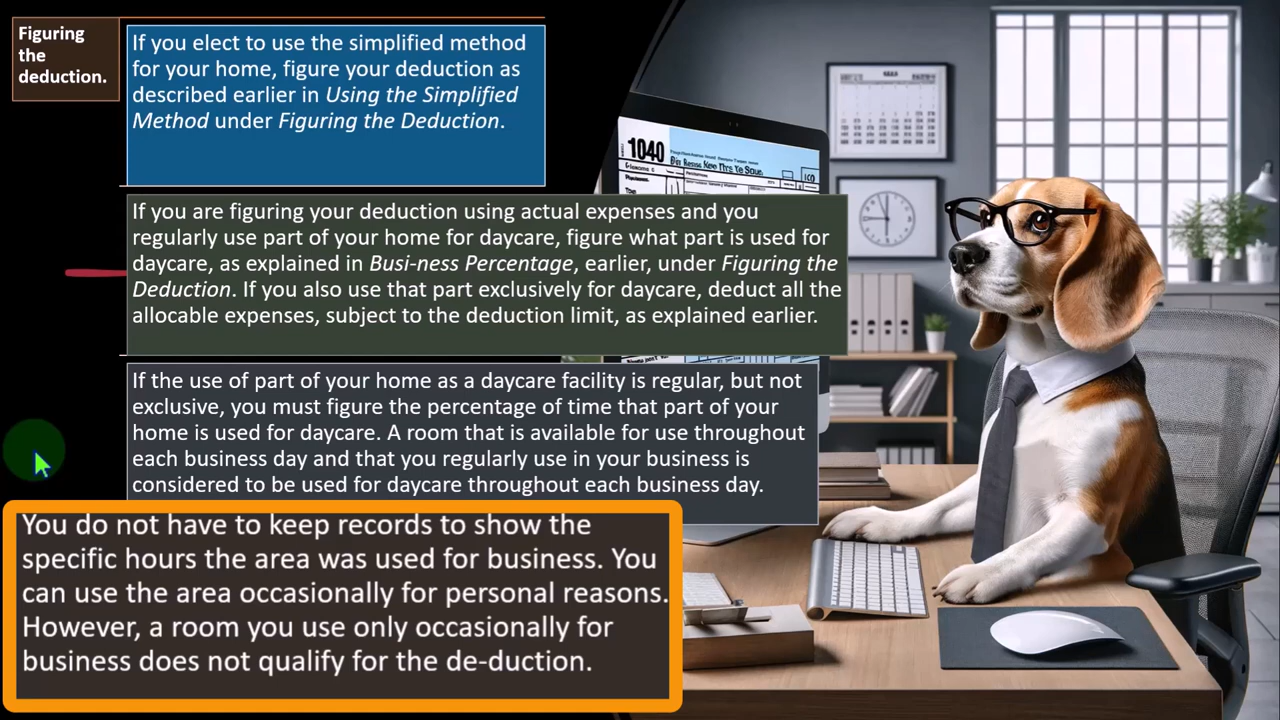 Figuring
the
deduction.
If you elect to use the simplified method
for your home, figure your deduction as
described earlier in Using the Simplified
Method under Figuring the Deduction.
If you are figuring your deduction using actual expenses and you
regularly use part of your home for daycare, figure what part is used for
daycare, as explained in Busi-ness Percentage, earlier, under Figuring the
Deduction. If you also use that part exclusively for daycare, deduct all the
allocable expenses, subject to the deduction limit, as explained earlier.
If the use of part of your home as a daycare facility is regular, but not
exclusive, you must figure the percentage of time that part of your
home is used for daycare. A room that is available for use throughout
each business day and that you regularly use in your business is
considered to be used for daycare throughout each business day.
You do not have to keep records to show the
specific hours the area was used for business. You
can use the area occasionally for personal reasons.
However, a room you use only occasionally for
business does not qualify for the de-duction.
1040